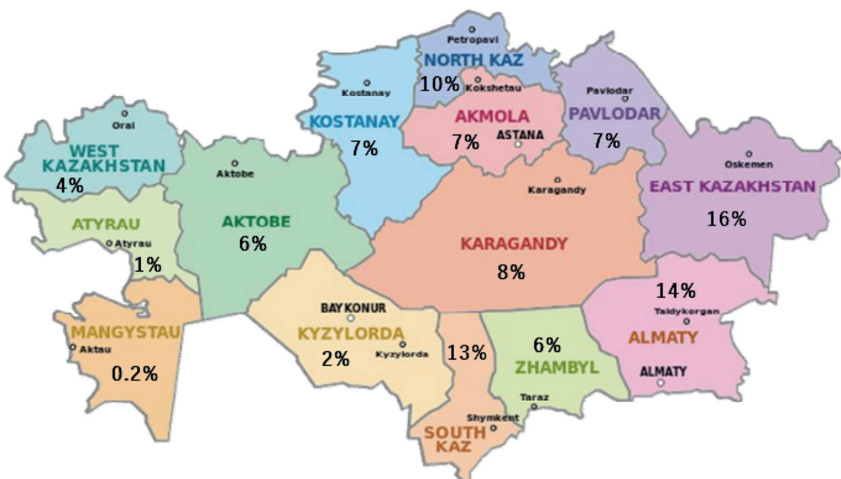 Petropavl
NORTH KAZ
10%
Kokshetau
Kostanay
KOSTANAY
7%
AKMOLA
7%
ASTANA
Pavlodar
PAVLODAR
7%
Oral
WEST
KAZAKHSTAN
4%
Aktobe
AKTOBE
6%
Karagandy
KARAGANDY
8%
Oskemen
EAST KAZAKHSTAN
16%
ATYRAU
Atyrau
1%
MANGYSTAU
Aktau
0.2%
BAYKONUR
KYZYLORDA
2%
Kyzylorda
13%
Shymkent
SOUTH
KAZ
6%
ZHAMBYL
Taraz
14%
Taldykorgan
ALMATY
ALMATY